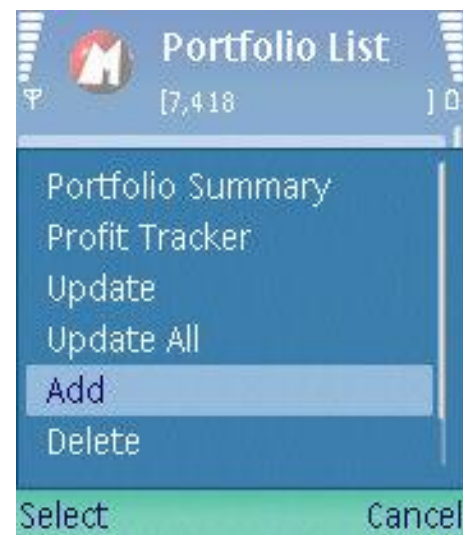 Portfolio List
[7,418 ]
Portfolio Summary
Profit Tracker
Update
Update All
Add
Delete
Select Cancel